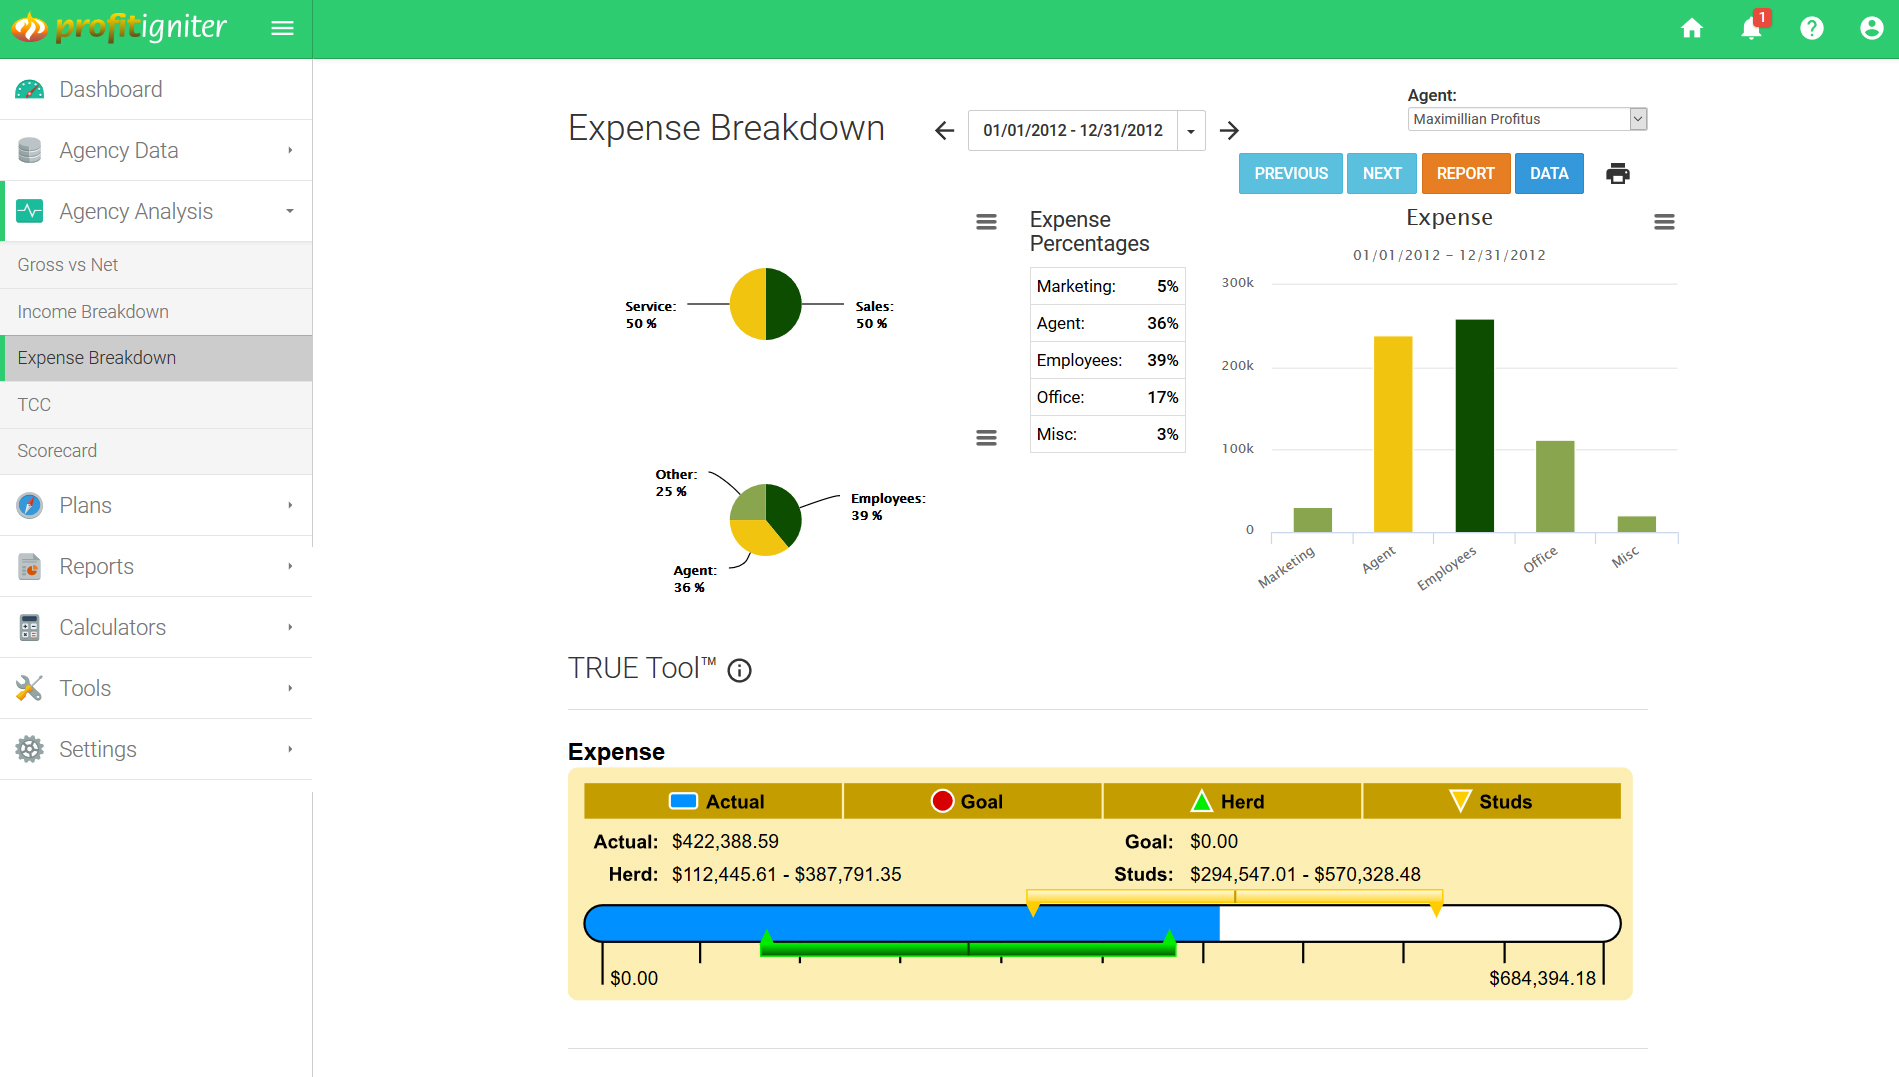 profitigniter
1
Dashboard
Agency Data
Agency Analysis
Gross vs Net
Income Breakdown
Expense Breakdown
TCC
Scorecard
Plans
Reports
Calculators
Tools
Settings
Expense Breakdown
01/01/2012 - 12/31/2012
Agent:
Maximillian Profitus
PREVIOUS
NEXT
REPORT
DATA
Service:
50 %
Sales:
50 %
Other:
25 %
Employees:
39 %
Agent:
36 %
Expense
Percentages
Marketing: 5%
Agent: 36%
Employees: 39%
Office: 17%
Misc: 3%
Expense
01/01/2012 - 12/31/2012
300k
200k
100k
0
Marketing
Agent
Employees
Office
Misc
TRUE Tool™
Expense
Actual
Goal
Herd
Studs
Actual: $422,388.59
Goal: $0.00
Herd: $112,445.61 - $387,791.35
Studs: $294,547.01 - $570,328.48
$0.00
$684,394.18